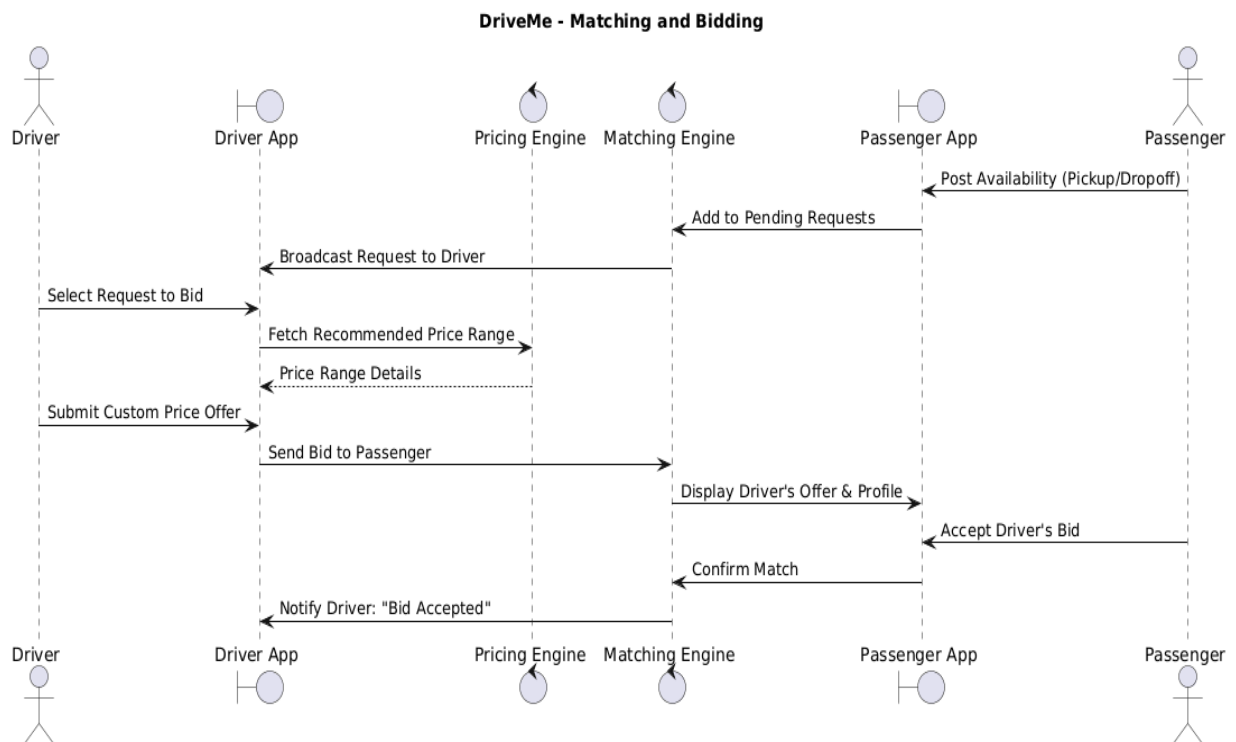 DriveMe - Matching and Bidding
Driver
Driver App
Pricing Engine
Matching Engine
Passenger App
Passenger
Post Availability (Pickup/Dropoff)
Add to Pending Requests
Broadcast Request to Driver
Select Request to Bid
Fetch Recommended Price Range
Price Range Details
Submit Custom Price Offer
Send Bid to Passenger
Display Driver's Offer & Profile
Accept Driver's Bid
Confirm Match
Notify Driver: "Bid Accepted"
Driver
Driver App
Pricing Engine
Matching Engine
Passenger App
Passenger